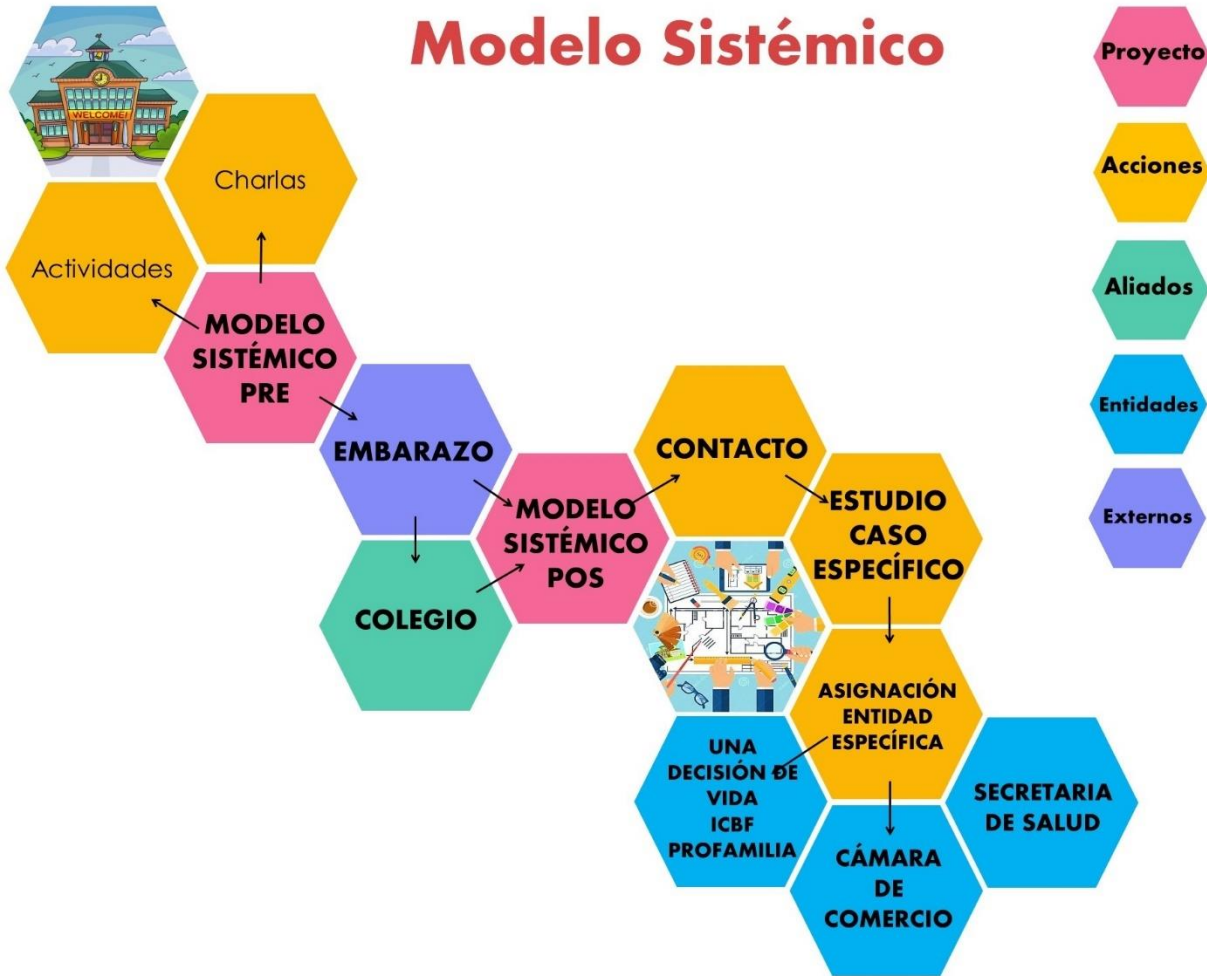 Modelo Sistémico
WELCOME!
Charlas
Actividades
MODELO
SISTÉMICO
PRE
EMBARAZO
COLEGIO
MODELO
SISTÉMICO
POS
CONTACTO
ESTUDIO
CASO
ESPECÍFICO
ASIGNACIÓN
ENTIDAD
ESPECÍFICA
UNA
DECISIÓN DE
VIDA
ICBF
PROFAMILIA
CÁMARA
DE
COMERCIO
SECRETARIA
DE SALUD
Proyecto
Acciones
Aliados
Entidades
Externos